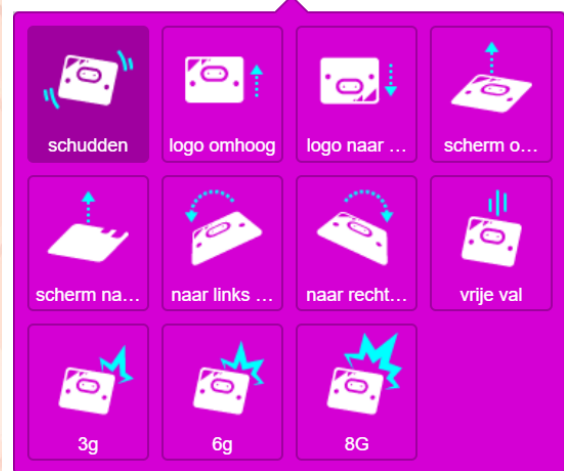 schudden
logo omhoog
logo naar ...
scherm o...
scherm na...
naar links ...
naar recht...
vrije val
3g
6g
8G